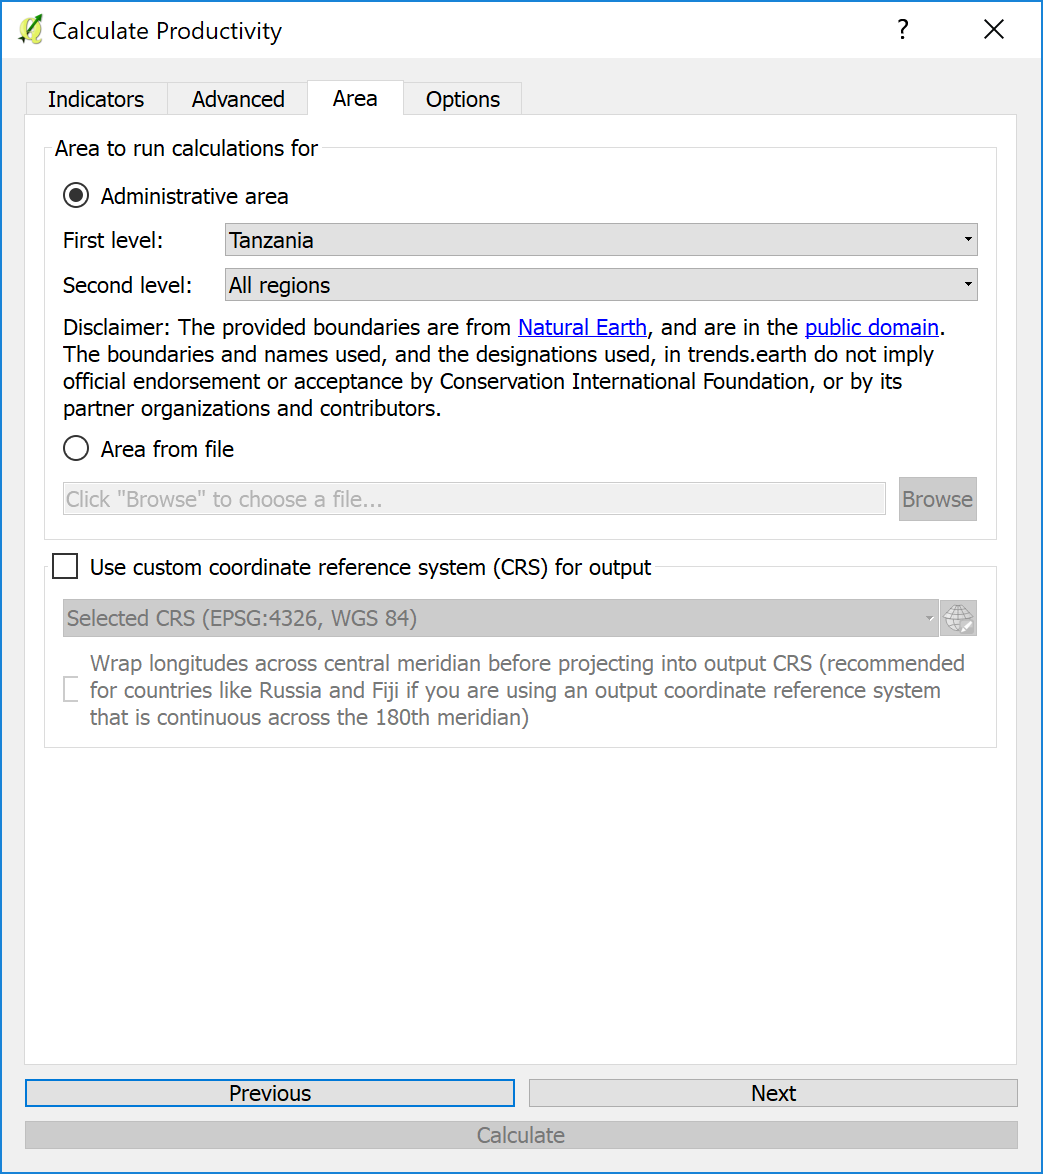 Calculate Productivity
?
Indicators
Advanced
Area
Options
Area to run calculations for
Administrative area
First level:
Tanzania
Second level:
All regions
Disclaimer: The provided boundaries are from Natural Earth, and are in the public domain.
The boundaries and names used, and the designations used, in trends.earth do not imply
official endorsement or acceptance by Conservation International Foundation, or by its
partner organizations and contributors.
Area from file
Click "Browse" to choose a file...
Browse
Use custom coordinate reference system (CRS) for output
Selected CRS (EPSG:4326, WGS 84)
Wrap longitudes across central meridian before projecting into output CRS (recommended
for countries like Russia and Fiji if you are using an output coordinate reference system
that is continuous across the 180th meridian)
Previous
Next
Calculate